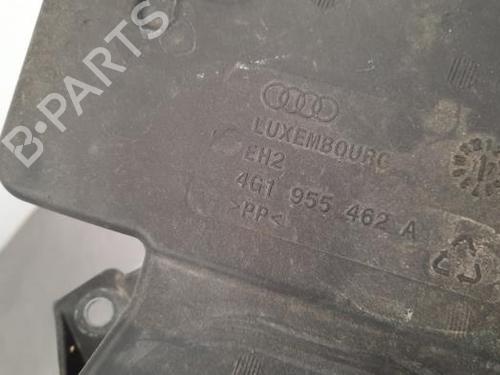 B-PARTS
LUXEMBOURG
EH2
4G1 955 462 A
>PP<